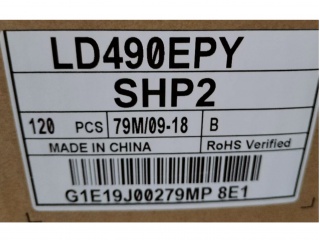 LD490EPY
SHP2
120 PCS 79M/09-18 B
MADE IN CHINA RoHS Verified
G1E19J00279MP 8E1